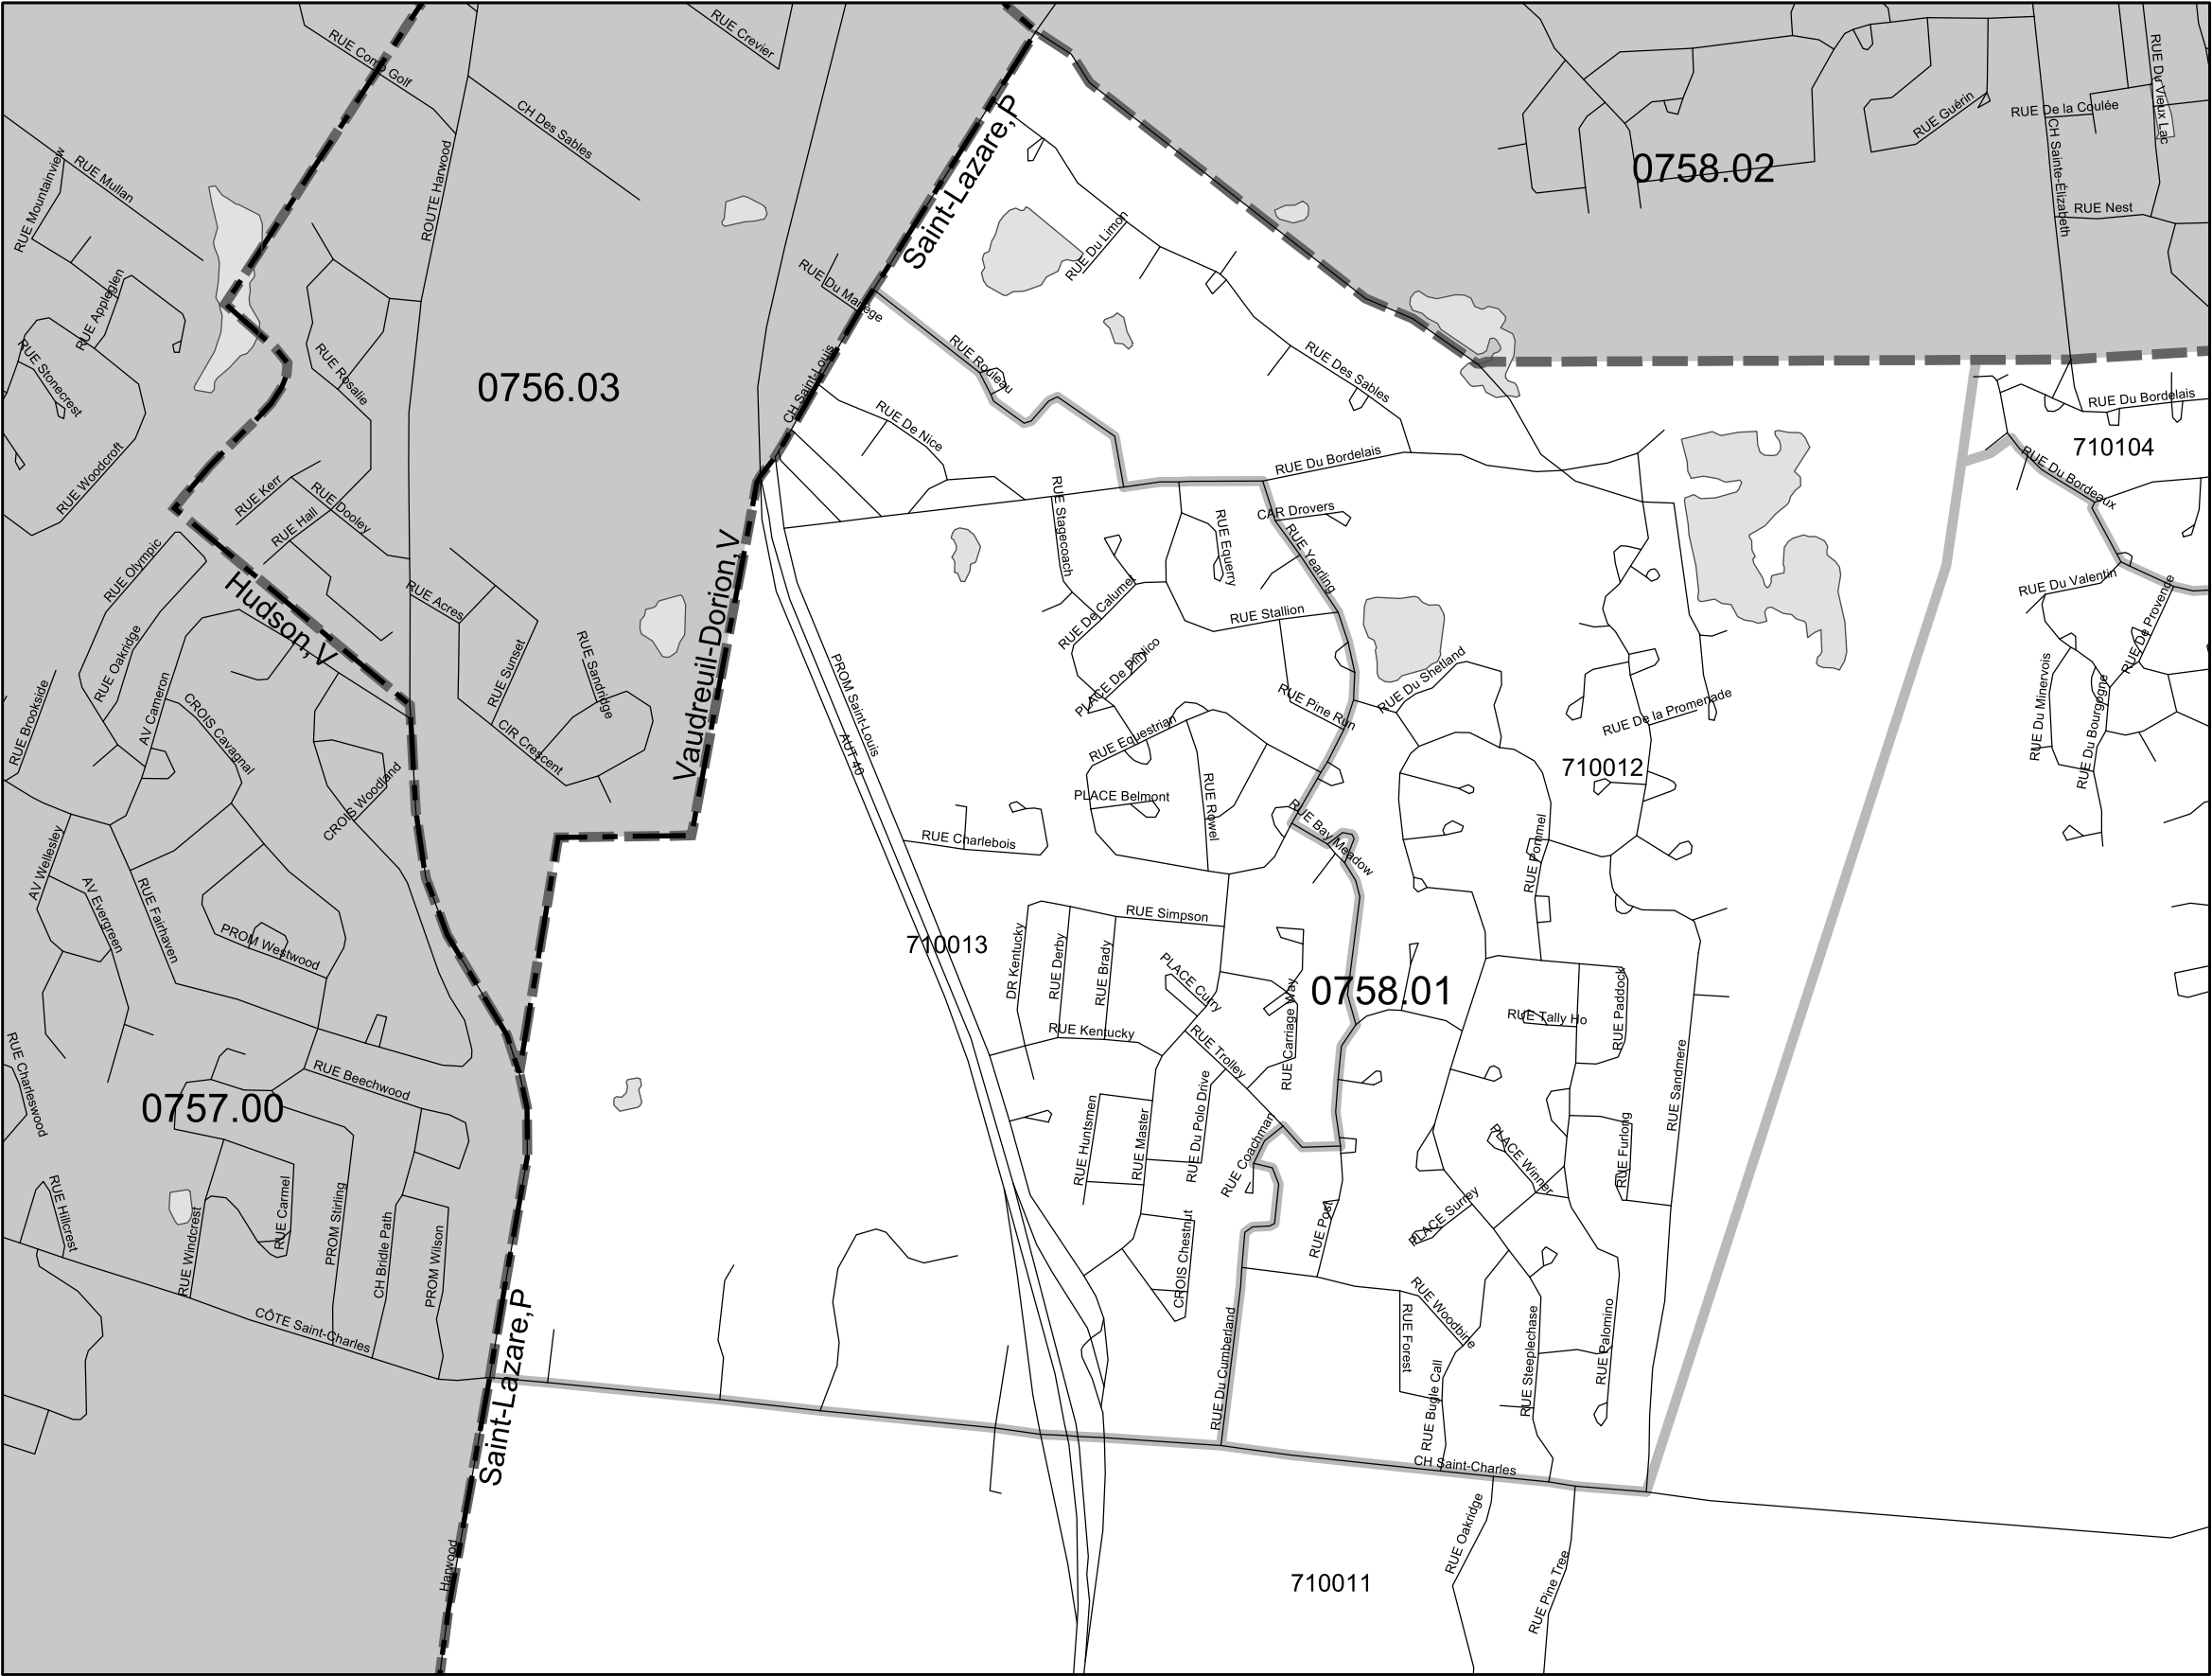 RUE Como Golf
RUE Crevier
CH Des Sables
ROUTE Harwood
RUE Mullan
RUE Mountainview
RUE Applegien
RUE Stonecrest
RUE Woodcroft
RUE Rosalie
0756.03
RUE Kerr
RUE Dooley
RUE Hall
RUE Acres
RUE Sunset
RUE Sandridge
CIR Crescent
Saint-Lazare,P
RUE Du Manège
CH Saint-Louis
RUE Du Limon
RUE Rouleau
RUE De Nice
RUE Des Sables
RUE Du Bordelais
0758.02
RUE Guérin
RUE De la Coulée
RUE Du Vieux Lac
CH Sainte-Élizabeth
RUE Nest
RUE Du Bordelais
710104
RUE Du Bordeaux
RUE Du Valentin
RUE De Provence
RUE Du Minervois
RUE Du Bourgogne
Hudson,V
Vaudreuil-Dorion,V
RUE Olympic
RUE Oakridge
RUE Brookside
AV Cameron
CROIS Cavagnal
CROIS Woodland
AV Wellesley
AV Evergreen
RUE Fairhaven
PROM Westwood
RUE Charleswood
RUE Beechwood
0757.00
RUE Hillcrest
RUE Windcrest
RUE Carmel
PROM Stirling
CH Bridle Path
PROM Wilson
CÔTE Saint-Charles
Saint-Lazare,P
Harwood
PROM Saint-Louis
AUT 40
RUE Stagecoach
RUE De Calumet
RUE Equerry
CAR Drovers
RUE Yearling
RUE Stallion
PLACE De Pimlico
RUE Pine Run
RUE Du Shetland
RUE Equestrian
PLACE Belmont
RUE Rowel
RUE Charlebois
RUE Bay Meadow
RUE De la Promenade
710012
RUE Pommel
710013
RUE Simpson
DR Kentucky
RUE Derby
RUE Brady
PLACE Curry
RUE Kentucky
RUE Trolley
RUE Carriage Way
0758.01
RUE Tally Ho
RUE Paddock
RUE Sandmere
RUE Huntsmen
RUE Master
RUE Du Polo Drive
RUE Coachman
RUE Furlong
PLACE Winner
PLACE Surrey
RUE Post
CROIS Chestnut
RUE Du Cumberland
RUE Woodbine
RUE Forest
RUE Bugle Call
RUE Steeplechase
RUE Palomino
CH Saint-Charles
RUE Oakridge
RUE Pine Tree
710011